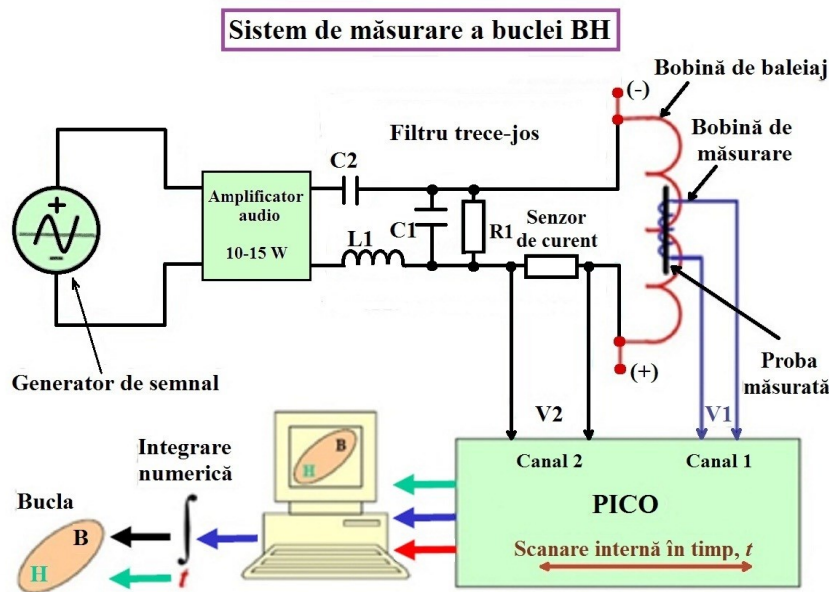 Sistem de măsurare a buclei BH
Bobină de baleiaj
(-)
Bobină de
măsurare
Filtru trece-jos
C2
Amplificator
audio
10-15 W
C1
R1
L1
Senzor
de curent
+
−
Generator de semnal
(+)
Proba
măsurată
V2
V1
Canal 2
Canal 1
PICO
Scanare internă în timp, t
Integrare
numerică
B
H
Bucla
B
H
∫
t